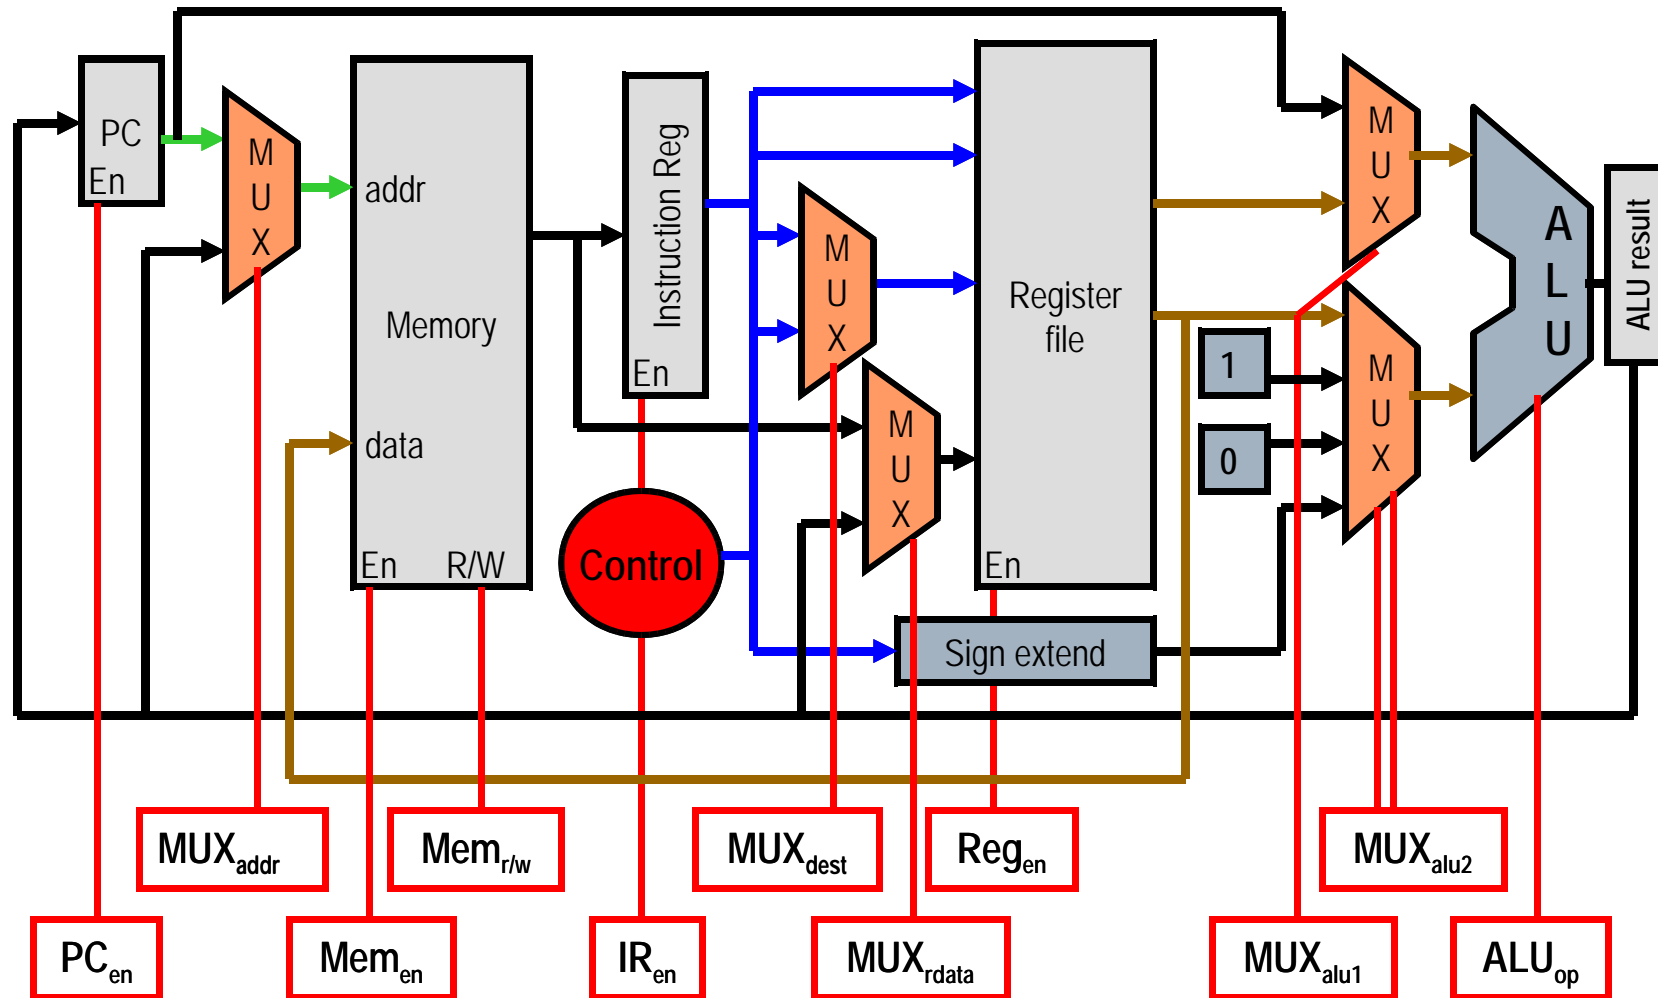 PC
En
M
U
X
addr
Memory
data
En R/W
Instruction Reg
En
Control
M
U
X
M
U
X
Register
file
En
Sign extend
1
0
M
U
X
M
U
X
A
L
U
ALU result
MUXaddr
Memr/w
MUXdest
Regen
MUXalu2
PCen
Memen
IRen
MUXrdata
MUXalu1
ALUop